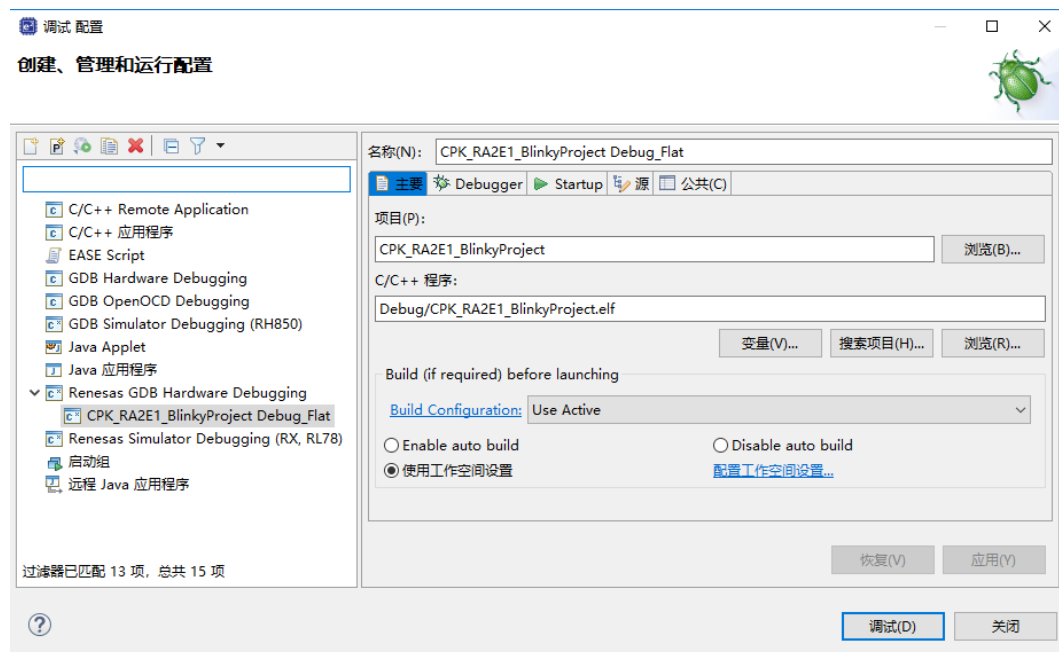 调试 配置
创建、管理和运行配置
C/C++ Remote Application
C/C++ 应用程序
EASE Script
GDB Hardware Debugging
GDB OpenOCD Debugging
GDB Simulator Debugging (RH850)
Java Applet
Java 应用程序
Renesas GDB Hardware Debugging
CPK_RA2E1_BlinkyProject Debug_Flat
Renesas Simulator Debugging (RX, RL78)
启动组
远程 Java 应用程序
过滤器已匹配 13 项，总共 15 项
名称(N): CPK_RA2E1_BlinkyProject Debug_Flat
主要 Debugger Startup 源 公共(C)
项目(P):
CPK_RA2E1_BlinkyProject 浏览(B)...
C/C++ 程序:
Debug/CPK_RA2E1_BlinkyProject.elf
变量(V)... 搜索项目(H)... 浏览(R)...
Build (if required) before launching
Build Configuration: Use Active
Enable auto build Disable auto build
使用工作空间设置 配置工作空间设置...
恢复(V) 应用(Y)
调试(D) 关闭